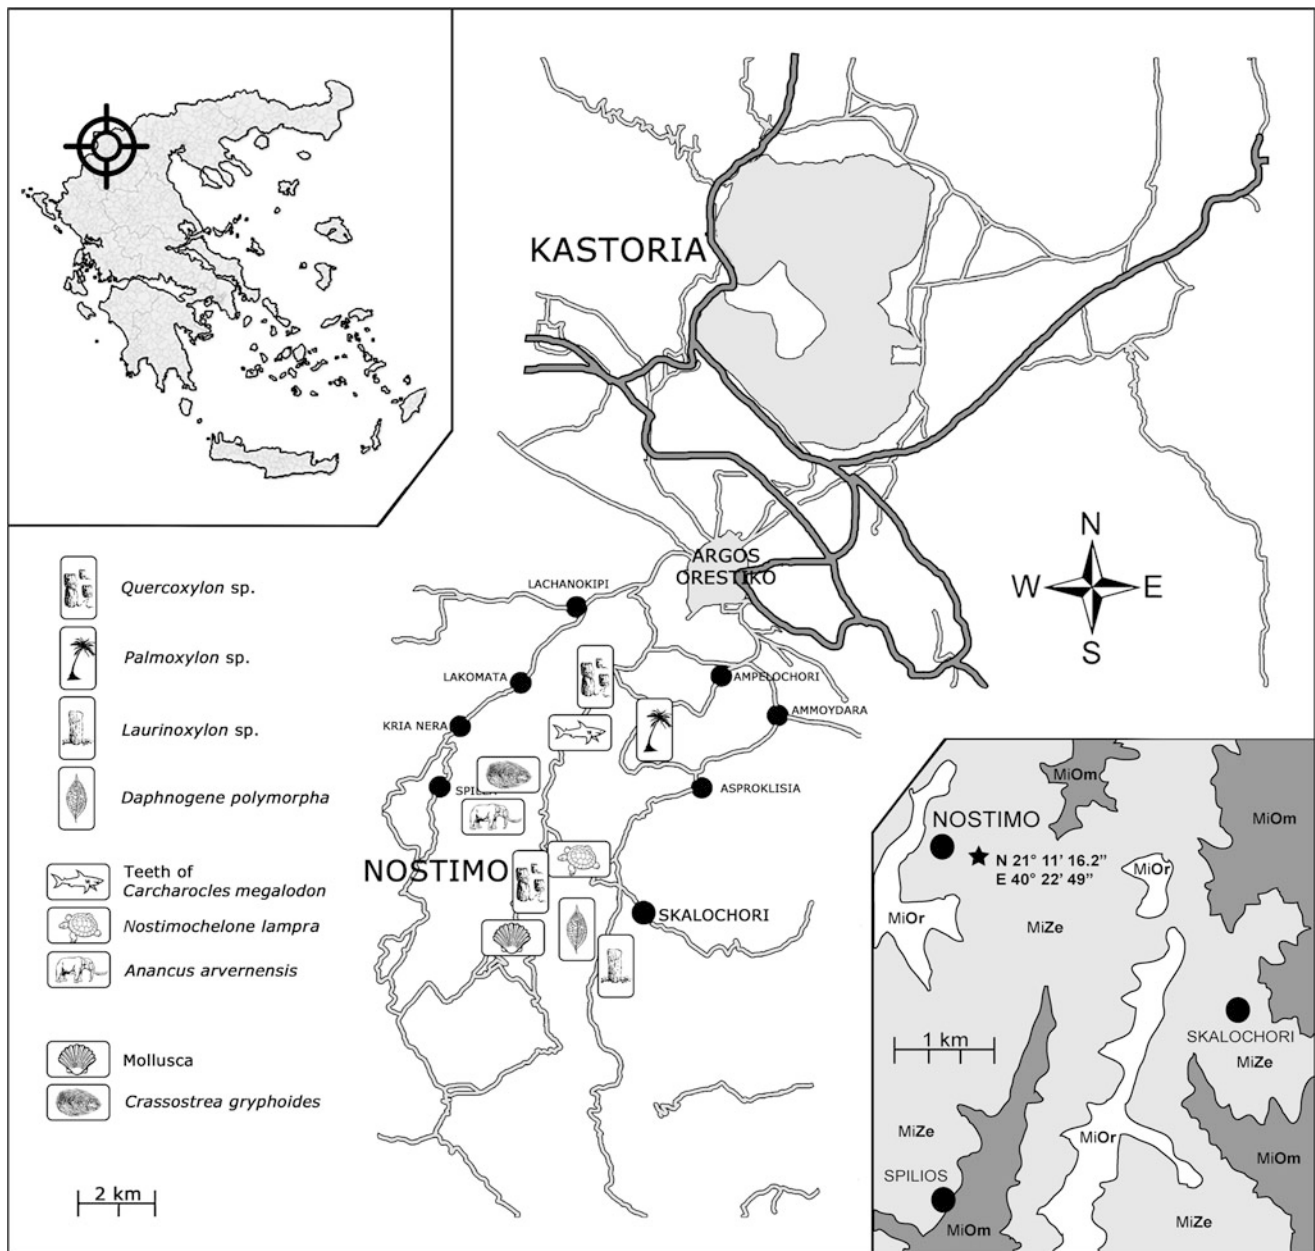 KASTORIA
ARGOS
ORESTIKO
N
W
E
S
LACHANOKIPI
LAKOMATA
AMPELOCHORI
KRIA NERA
AMMOYDARA
ASPROKLISIA
NOSTIMO
SKALOCHORI
Quercoxylon sp.
Palmoxylon sp.
Laurinoxylon sp.
Daphnogene polymorpha
Teeth of
Carcharocles megalodon
Nostimochelone lampra
Anancus arvernensis
Mollusca
Crassostrea gryphoides
2 km
MiOm
MiOm
NOSTIMO
N 21° 11’ 16.2”
E 40° 22’ 49”
MiOr
MiOr
MiZe
SKALOCHORI
MiZe
1 km
MiZe
MiOr
MiOm
SPILIOS
MiOm
MiZe